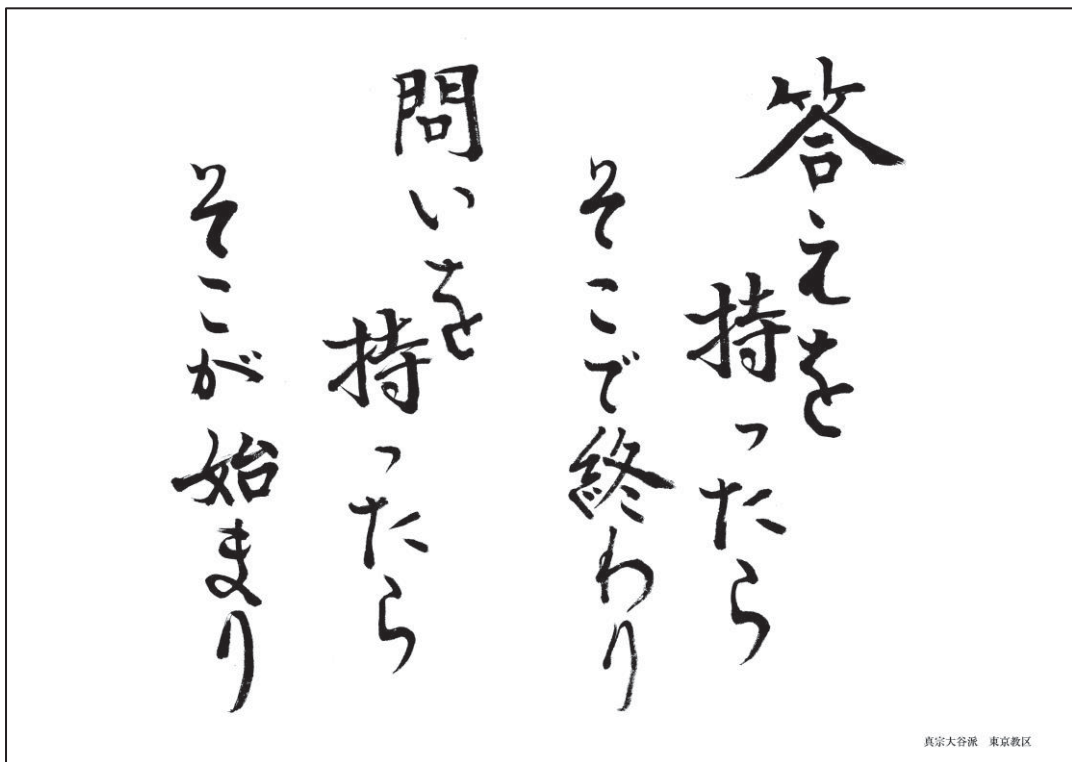 答えを
持ったら
そこで終わり
問いを
持ったら
そこが始まり
真宗大谷派　東京教区